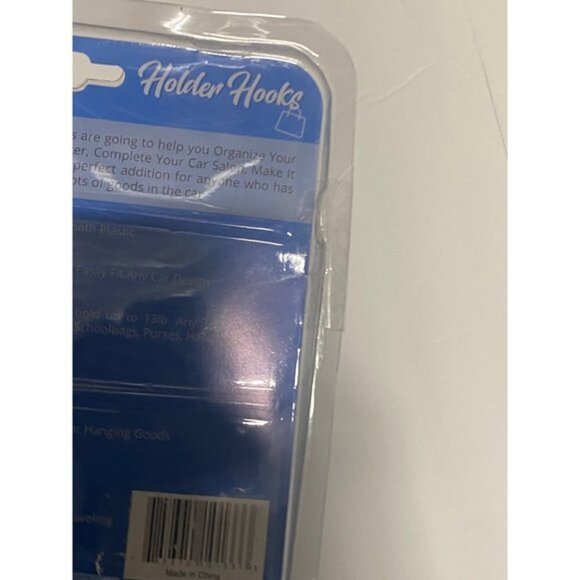 Holder Hooks
s are going to help you Organize Your
er, Complete Your Car Salon, Make It
perfect addition for anyone who has
ots of goods in the car
ooth Plastic
Easily Fit Any Car Design
hold up to 13lb. Any
Schoolbags, Purses, Ha
or Hanging Goods
aveling
Made in China